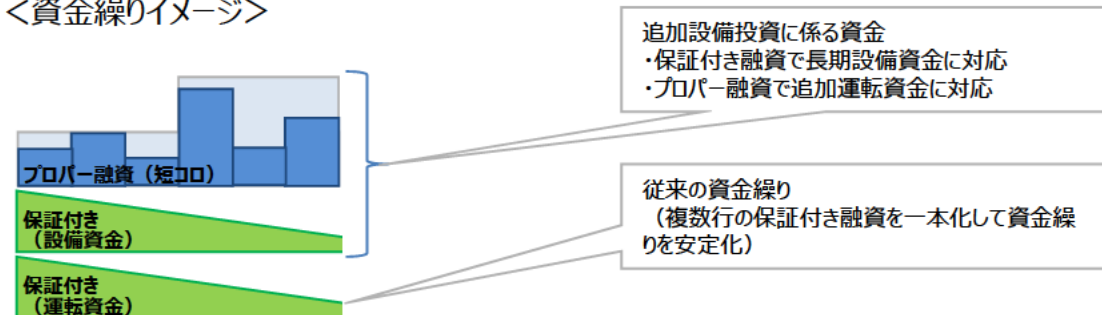 ＜資金繰りイメージ＞
追加設備投資に係る資金
・保証付き融資で長期設備資金に対応
・プロパー融資で追加運転資金に対応
プロパー融資（短コロ）
保証付き
（設備資金）
従来の資金繰り
（複数行の保証付き融資を一本化して資金繰
りを安定化）
保証付き
（運転資金）